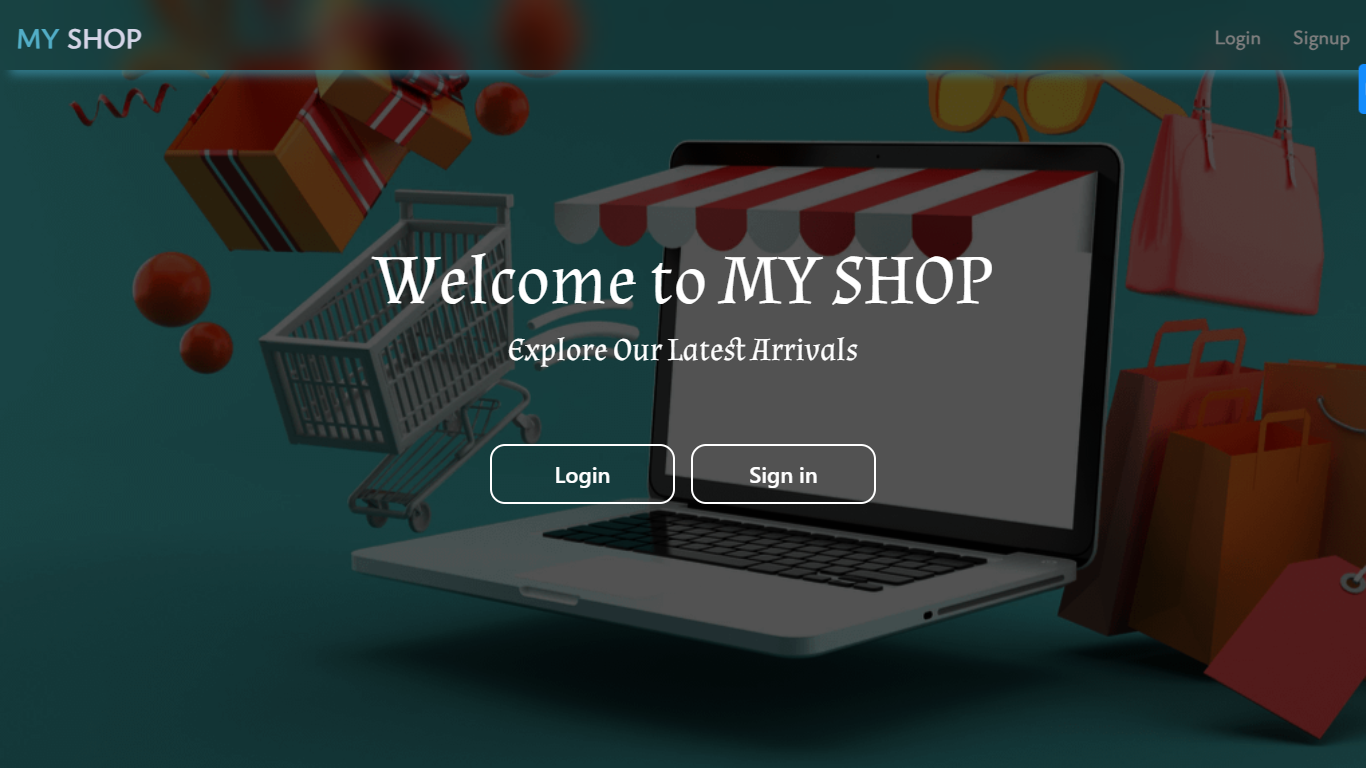 MY SHOP
Login
Signup
Welcome to MY SHOP
Explore Our Latest Arrivals
Login
Sign in